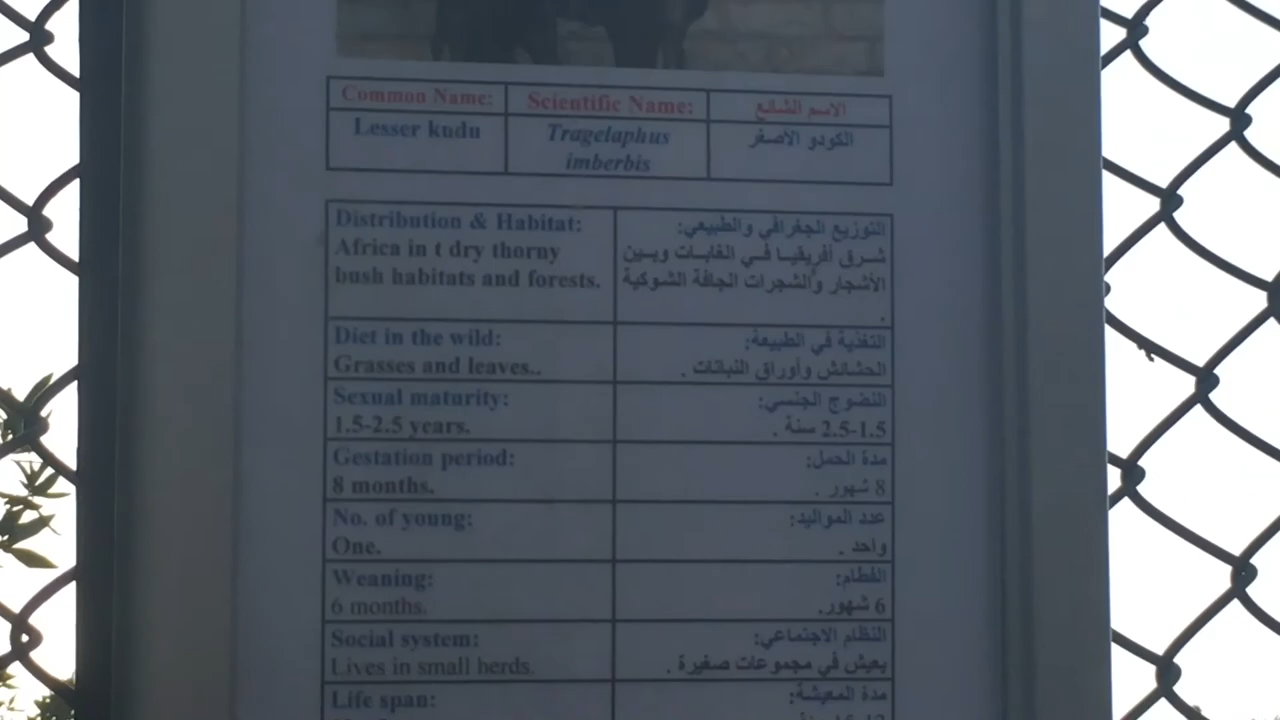 Common Name:
Scientific Name:
الاسم الشائع
Lesser kudu
Tragelaphus
imberbis
الكودو الأصغر
Distribution & Habitat:
Africa in t dry thorny
bush habitats and forests.
التوزيع الجغرافي والطبيعي:
شرق أفريقيا في الغابات وبين
الأشجار والشجرات الجافة الشوكية
.
Diet in the wild:
Grasses and leaves..
التغذية في الطبيعة:
الحشائش وأوراق النباتات .
Sexual maturity:
1.5-2.5 years.
النضوج الجنسي:
2.5-1.5 سنة .
Gestation period:
8 months.
مدة الحمل:
8 شهور .
No. of young:
One.
عدد المواليد:
واحد .
Weaning:
6 months.
الفطام:
6 شهور.
Social system:
Lives in small herds.
النظام الاجتماعي:
يعيش في مجموعات صغيرة .
Life span:
مدة المعيشة: